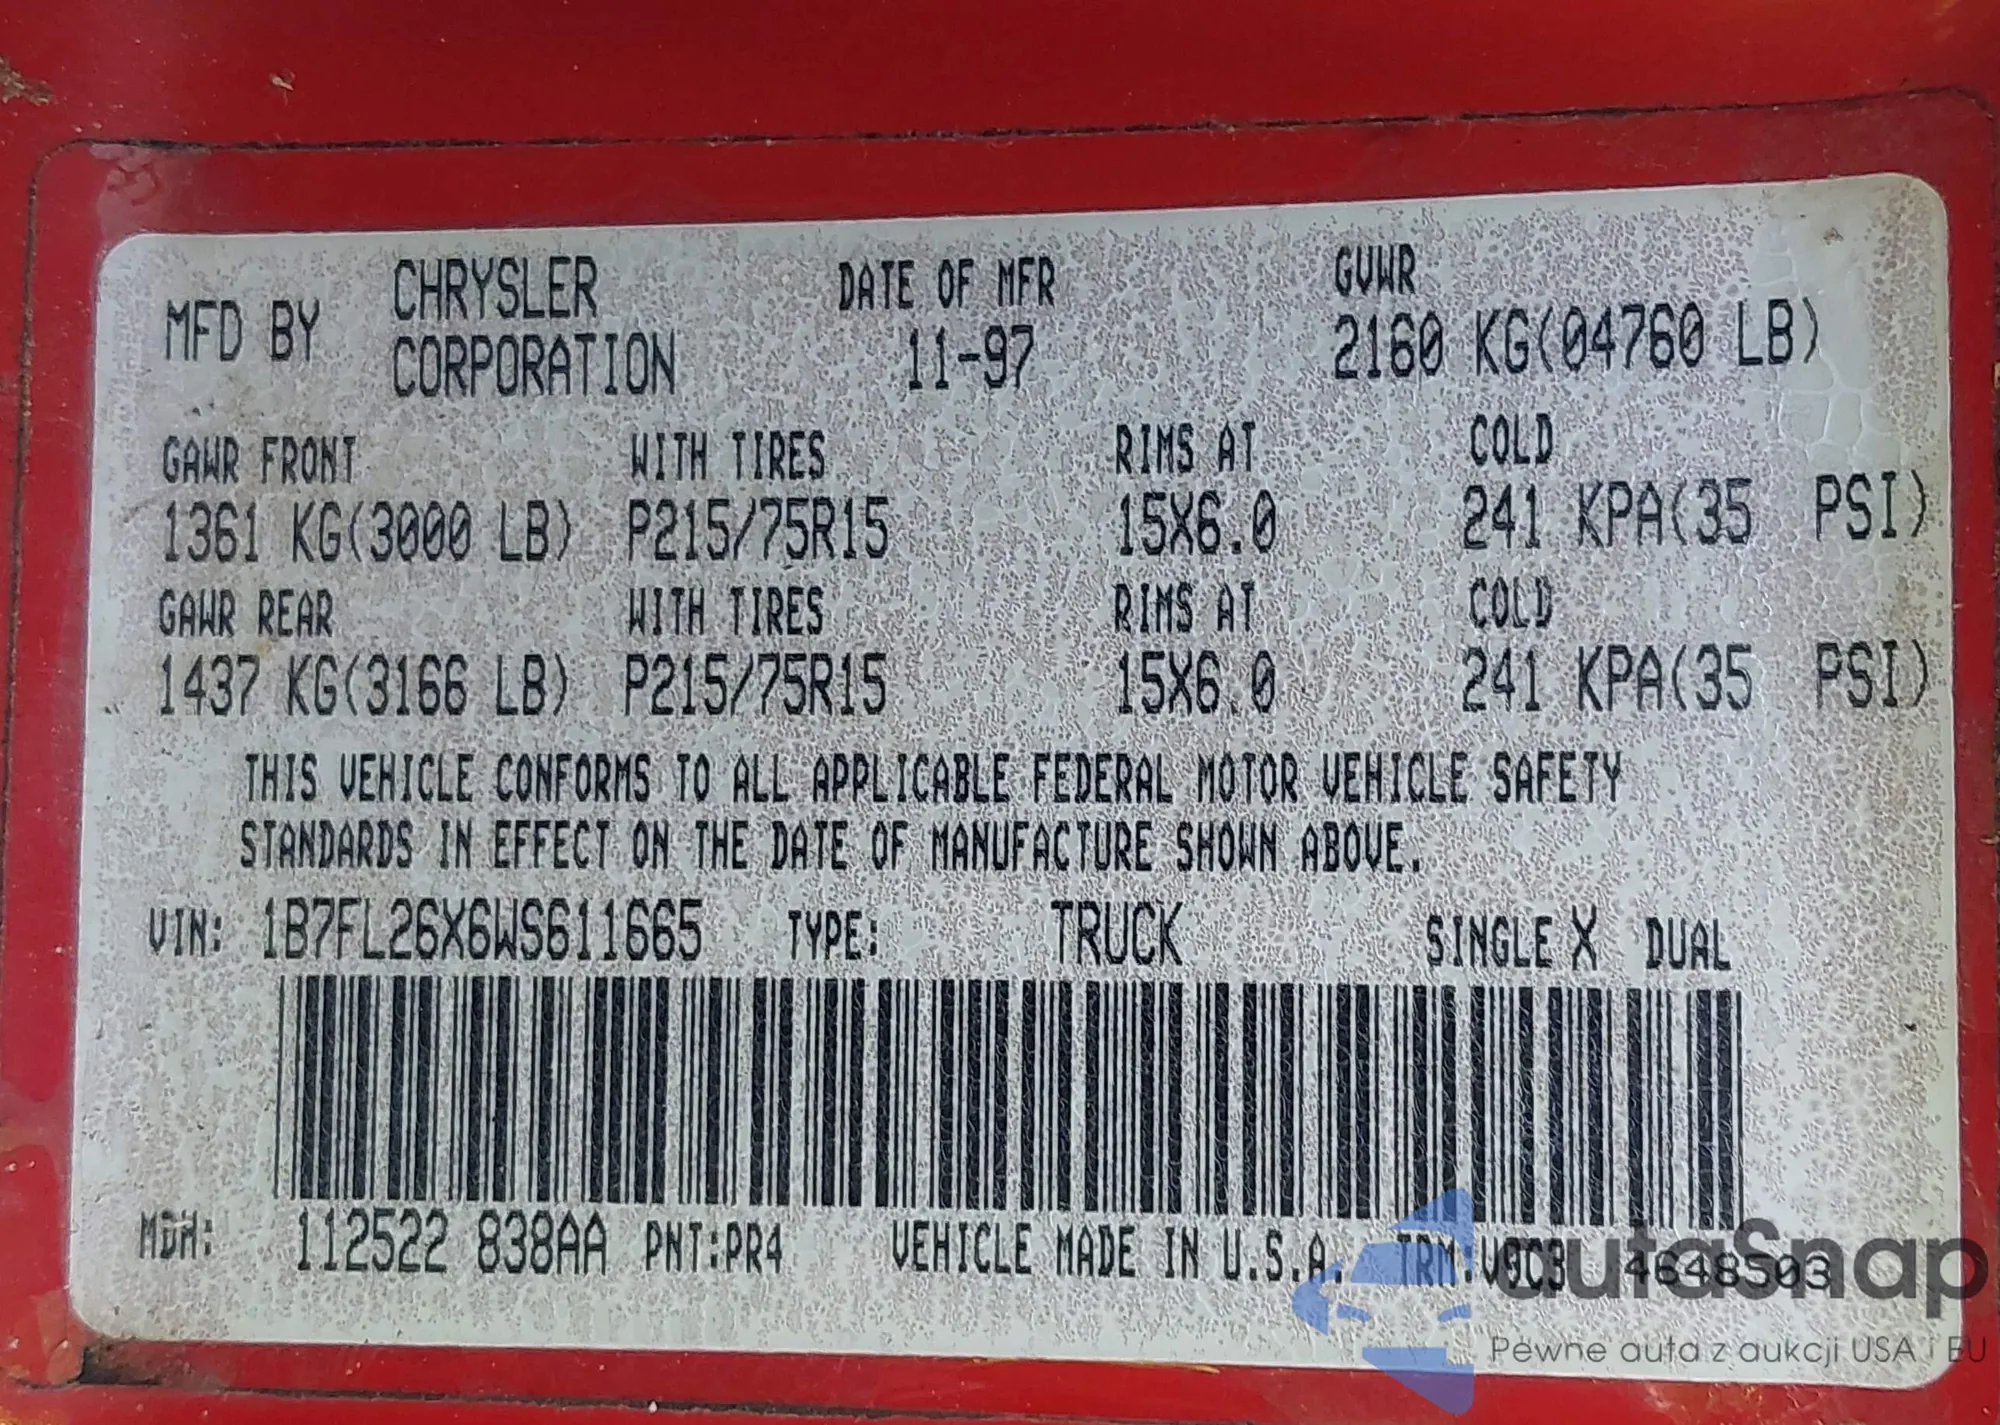 MFD BY CHRYSLER CORPORATION DATE OF MFR 11-97 GVWR 2160 KG(04760 LB)
GAWR FRONT WITH TIRES RIMS AT COLD
1361 KG(3000 LB) P215/75R15 15X6.0 241 KPA(35 PSI)
GAWR REAR WITH TIRES RIMS AT COLD
1437 KG(3166 LB) P215/75R15 15X6.0 241 KPA(35 PSI)
THIS VEHICLE CONFORMS TO ALL APPLICABLE FEDERAL MOTOR VEHICLE SAFETY
STANDARDS IN EFFECT ON THE DATE OF MANUFACTURE SHOWN ABOVE.
VIN: 1B7FL26X6WS611665 TYPE: TRUCK SINGLE X DUAL
MDH: 112522 838AA PNT:PR4 VEHICLE MADE IN U.S.A. TRM:V9C3 4648503
autaSnap
Pewne auta z aukcji USA i EU